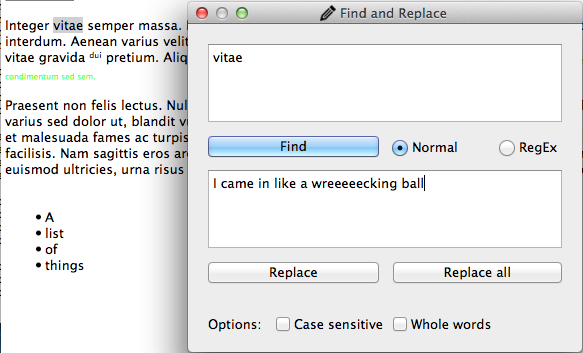 Find and Replace
Integer vitae semper massa.
interdum. Aenean varius velit
vitae gravida dui pretium.
condimentum sed sem.
Praesent non felis lectus.
varius sed dolor ut, blandit
et malesuada fames ac turpis
facilisis. Nam sagittis eros
euismod ultricies, urna risus
• A
• list
• of
• things
vitae
Find
Normal
RegEx
I came in like a wreeeeecking ball
Replace
Replace all
Options:
Case sensitive
Whole words